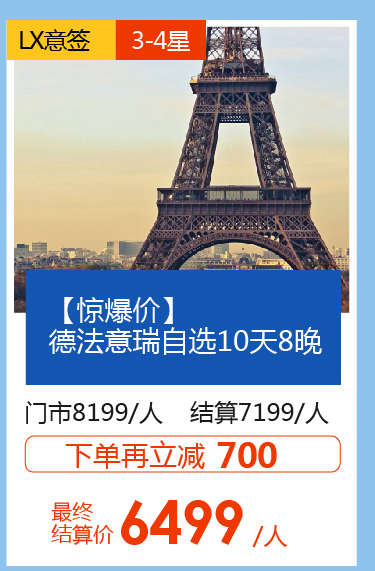 LX意签 3-4星
【惊爆价】
德法意瑞自选10天8晚
门市8199/人 结算7199/人
下单再立减 700
最终
结算价 6499 /人